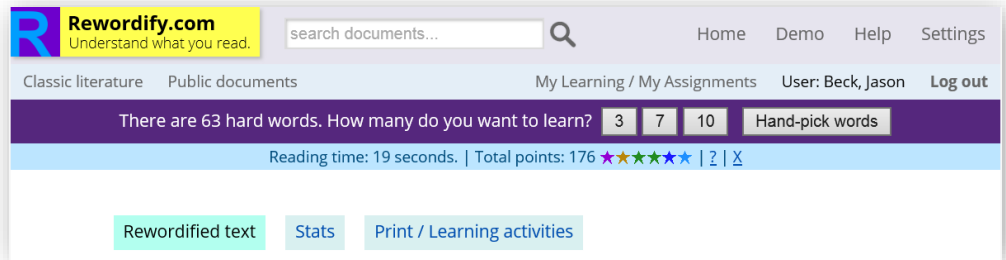 R Rewordify.com
Understand what you read.
search documents...
Home Demo Help Settings
Classic literature Public documents My Learning / My Assignments User: Beck, Jason Log out
There are 63 hard words. How many do you want to learn? 3 7 10 Hand-pick words
Reading time: 19 seconds. | Total points: 176 ★★★★★★ | ? | X
Rewordified text Stats Print / Learning activities